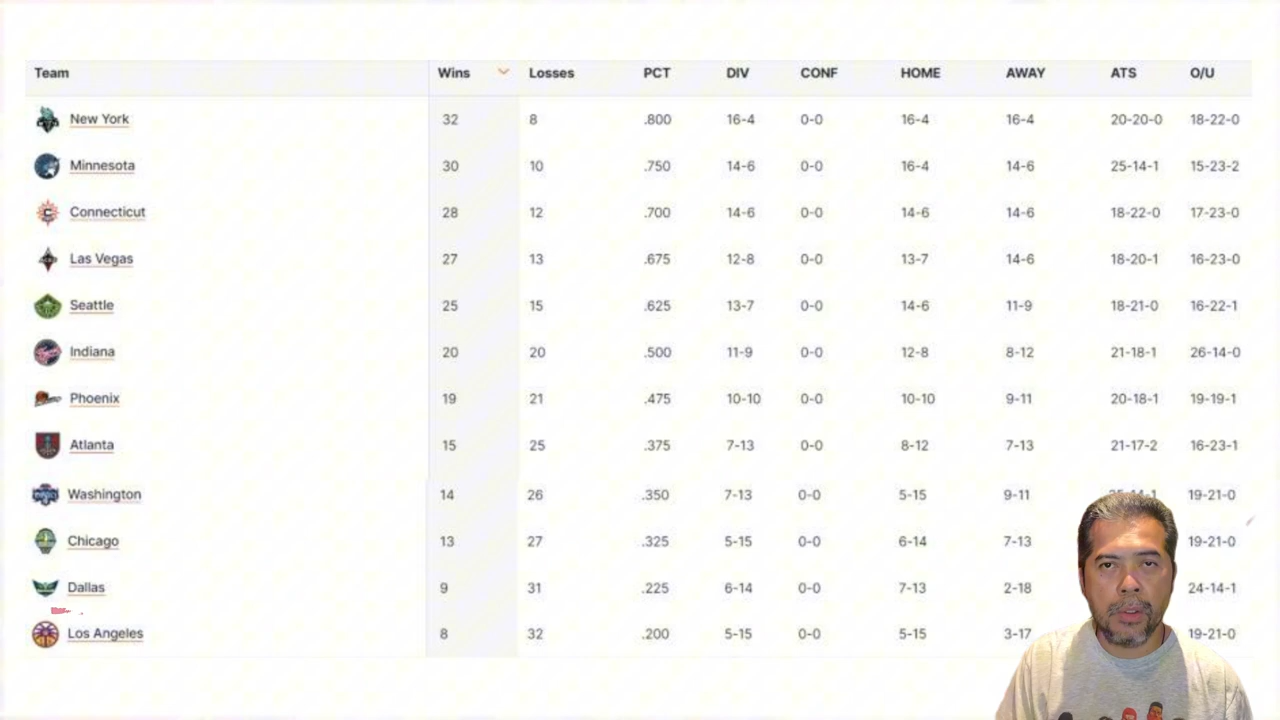 Team Wins Losses PCT DIV CONF HOME AWAY ATS O/U
New York 32 8 .800 16-4 0-0 16-4 16-4 20-20-0 18-22-0
Minnesota 30 10 .750 14-6 0-0 16-4 14-6 25-14-1 15-23-2
Connecticut 28 12 .700 14-6 0-0 14-6 14-6 18-22-0 17-23-0
Las Vegas 27 13 .675 12-8 0-0 13-7 14-6 18-20-1 16-23-0
Seattle 25 15 .625 13-7 0-0 14-6 11-9 18-21-0 16-22-1
Indiana 20 20 .500 11-9 0-0 12-8 8-12 21-18-1 26-14-0
Phoenix 19 21 .475 10-10 0-0 10-10 9-11 20-18-1 19-19-1
Atlanta 15 25 .375 7-13 0-0 8-12 7-13 21-17-2 16-23-1
Washington 14 26 .350 7-13 0-0 5-15 9-11 19-21-0
Chicago 13 27 .325 5-15 0-0 6-14 7-13 19-21-0
Dallas 9 31 .225 6-14 0-0 7-13 2-18 24-14-1
Los Angeles 8 32 .200 5-15 0-0 5-15 3-17 19-21-0